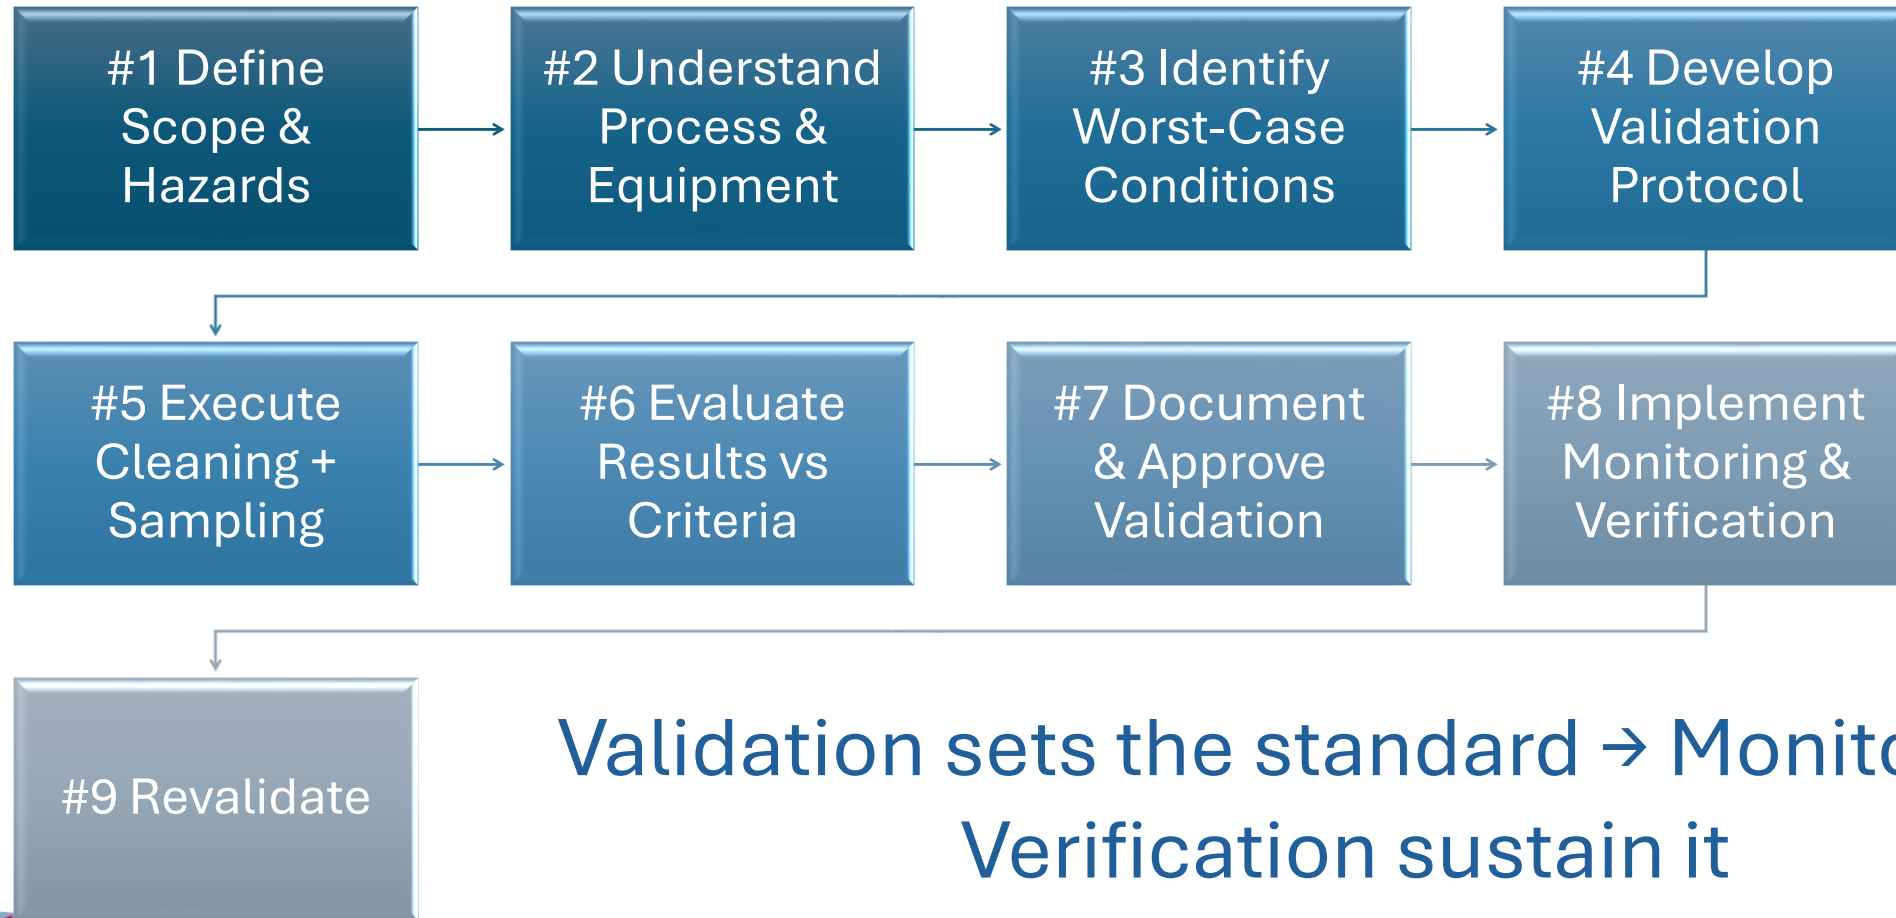 #1 Define
Scope &
Hazards
#2 Understand
Process &
Equipment
#3 Identify
Worst-Case
Conditions
#4 Develop
Validation
Protocol
#5 Execute
Cleaning +
Sampling
#6 Evaluate
Results vs
Criteria
#7 Document
& Approve
Validation
#8 Implement
Monitoring &
Verification
#9 Revalidate
Validation sets the standard →
Verification sustain it